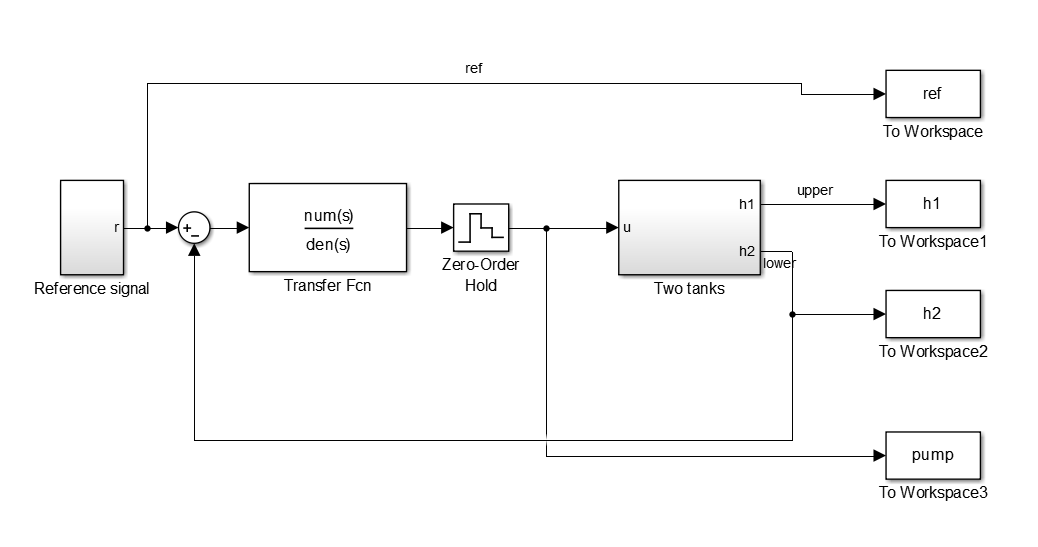 ref
ref
To Workspace
r
Reference signal
+
−
num(s)
den(s)
Transfer Fcn
Zero-Order
Hold
u
h1
h2
Two tanks
upper
lower
h1
To Workspace1
h2
To Workspace2
pump
To Workspace3